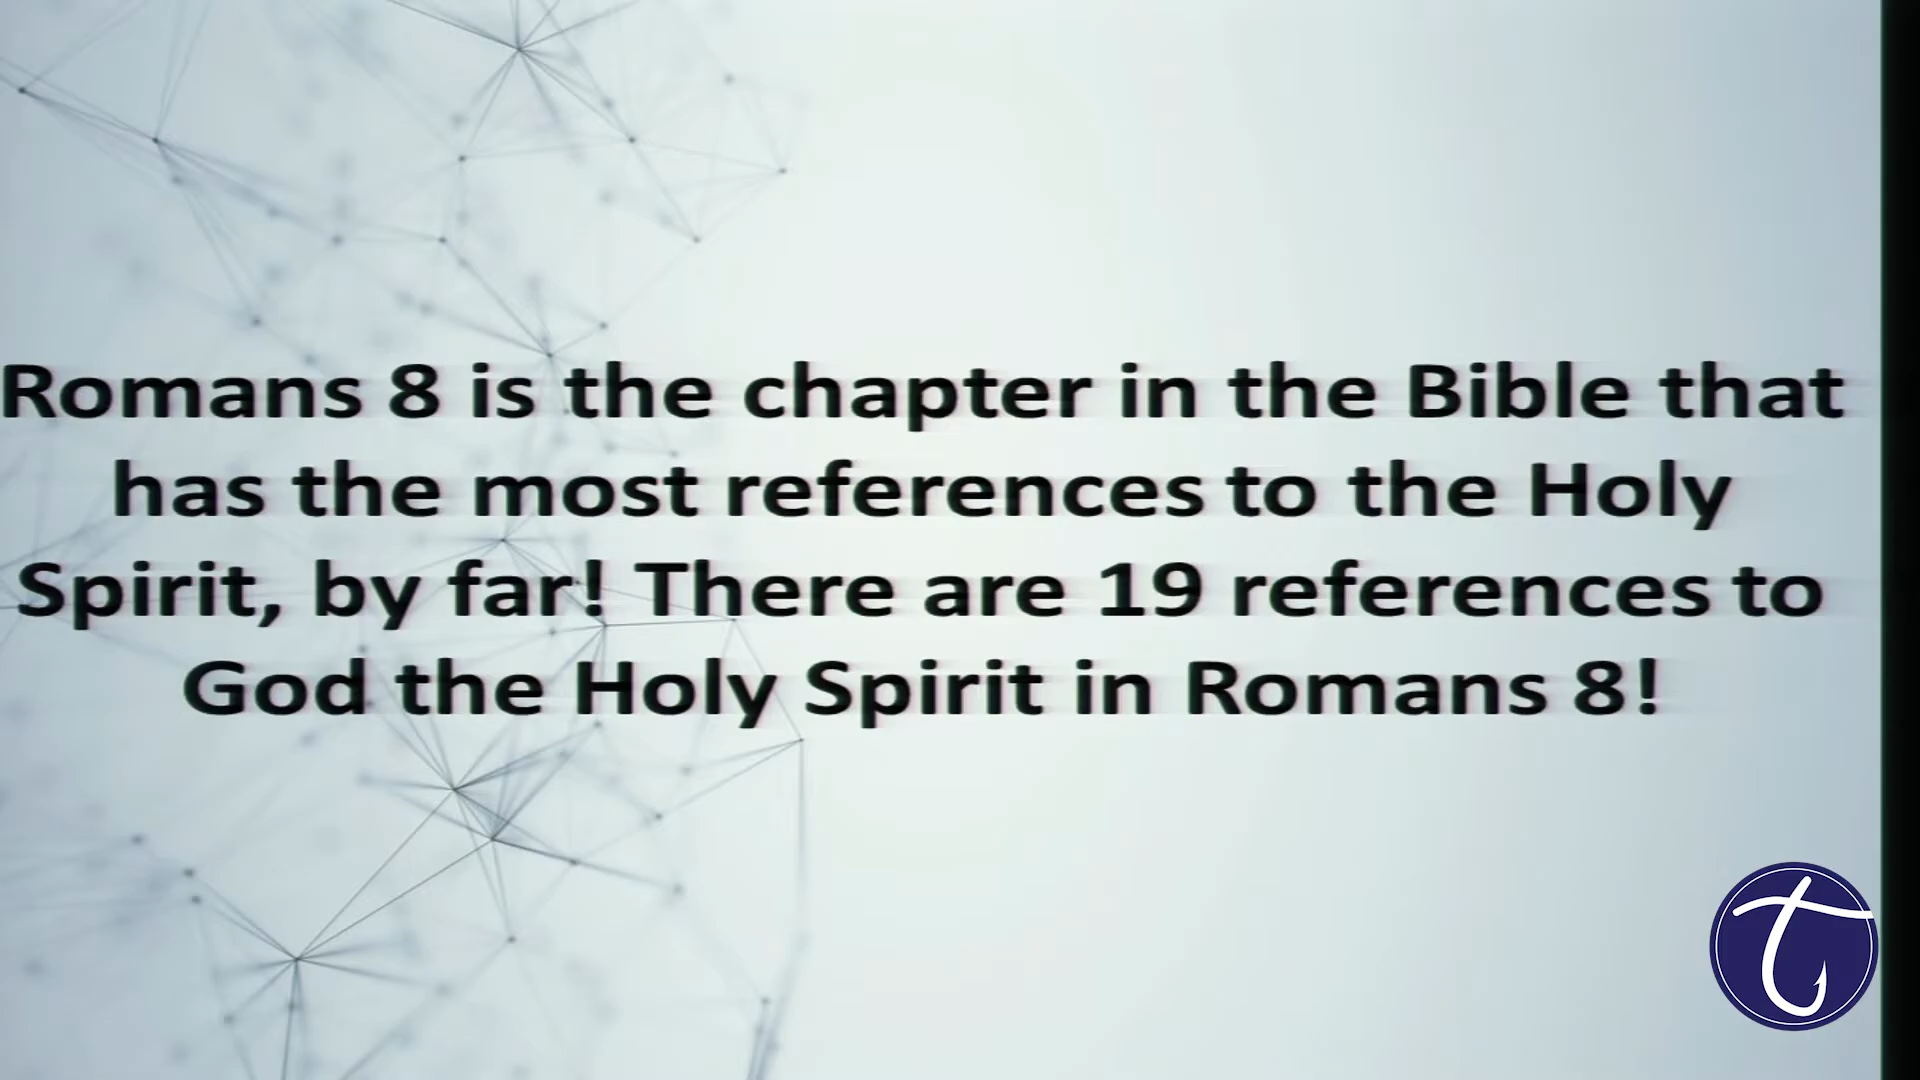 Romans 8 is the chapter in the Bible that
has the most references to the Holy
Spirit, by far! There are 19 references to
God the Holy Spirit in Romans 8!